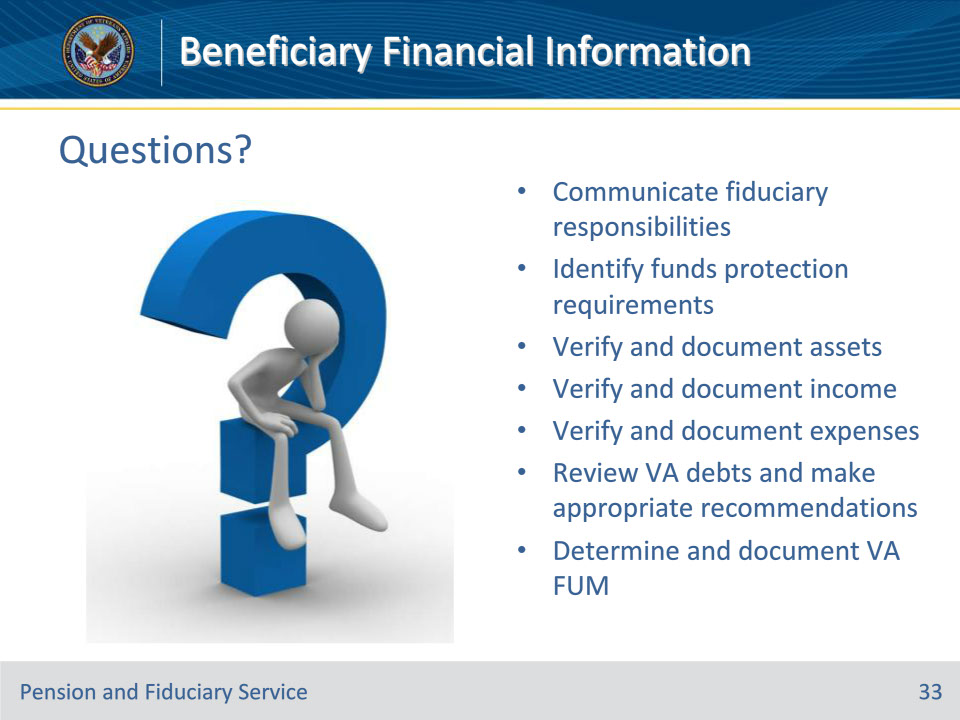 Beneficiary Financial Information
Questions?
• Communicate fiduciary
responsibilities
• Identify funds protection
requirements
• Verify and document assets
• Verify and document income
• Verify and document expenses
• Review VA debts and make
appropriate recommendations
• Determine and document VA
FUM
Pension and Fiduciary Service
33